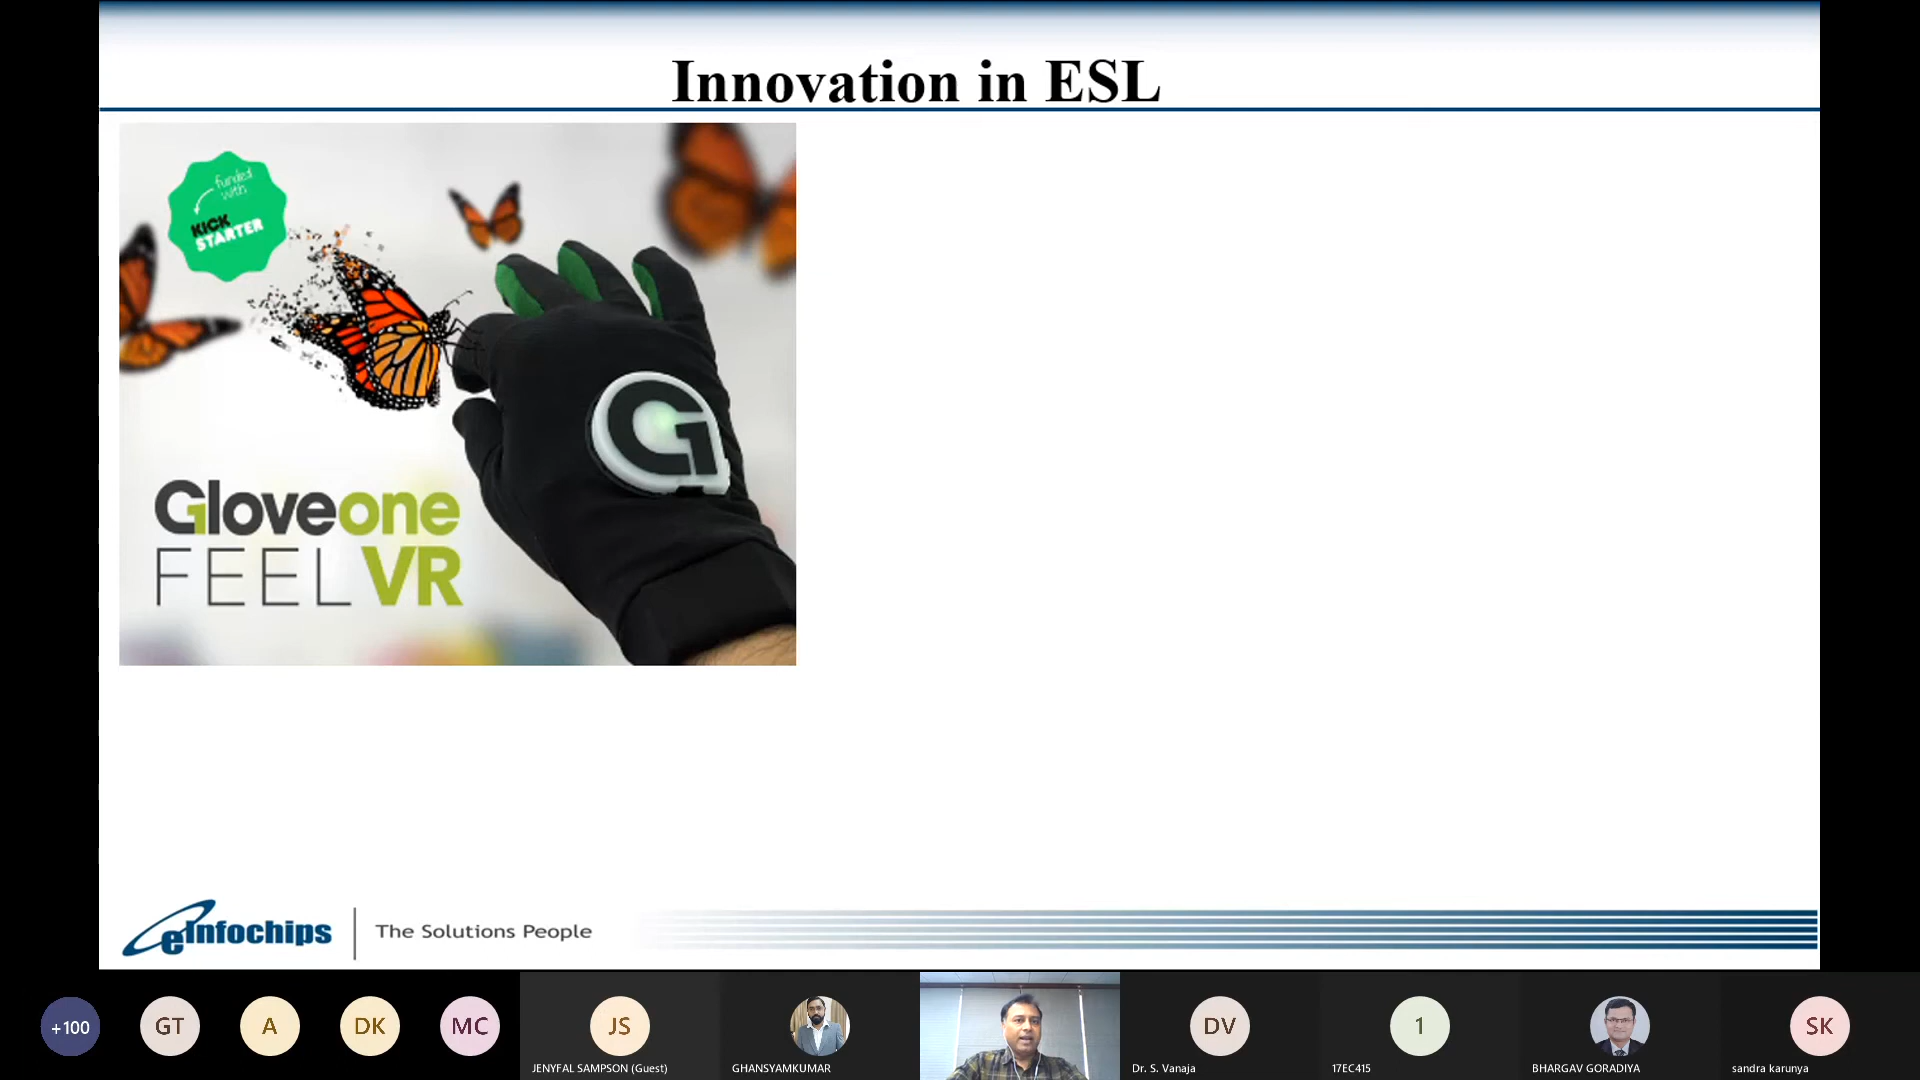 Innovation in ESL
funded
with
KICK
STARTER
G
Gloveone
FEEL VR
eInfochips
The Solutions People
+100
GT
A
DK
MC
JS
DV
1
SK
JENYFAL SAMPSON (Guest)
GHANSYAMKUMAR
Dr. S. Vanaja
17EC415
BHARGAV GORADIYA
sandra karunya